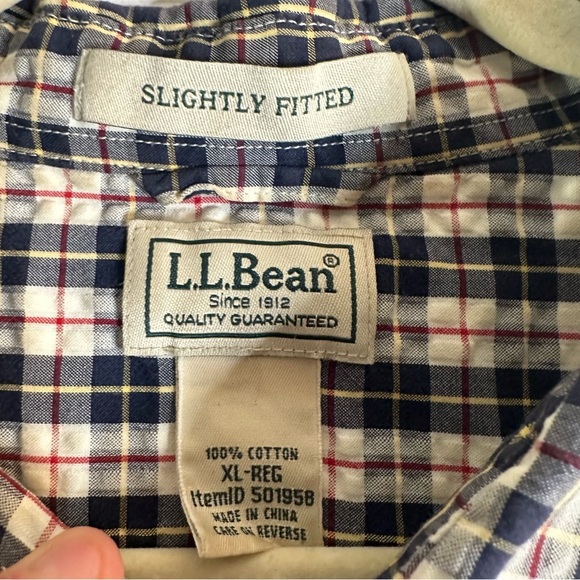 SLIGHTLY FITTED
L.L.Bean®
Since 1912
QUALITY GUARANTEED
100% COTTON
XL-REG
ItemID 501958
MADE IN CHINA
CARE ON REVERSE